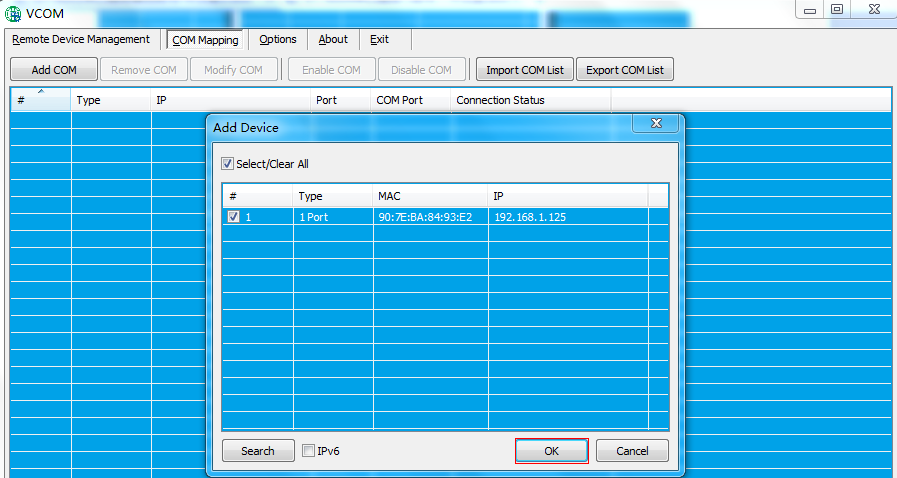 VCOM
Remote Device Management COM Mapping Options About Exit
Add COM Remove COM Modify COM Enable COM Disable COM Import COM List Export COM List
# Type IP Port COM Port Connection Status
Add Device
Select/Clear All
# Type MAC IP
1 1 Port 90:7E:BA:84:93:E2 192.168.1.125
Search IPv6 OK Cancel